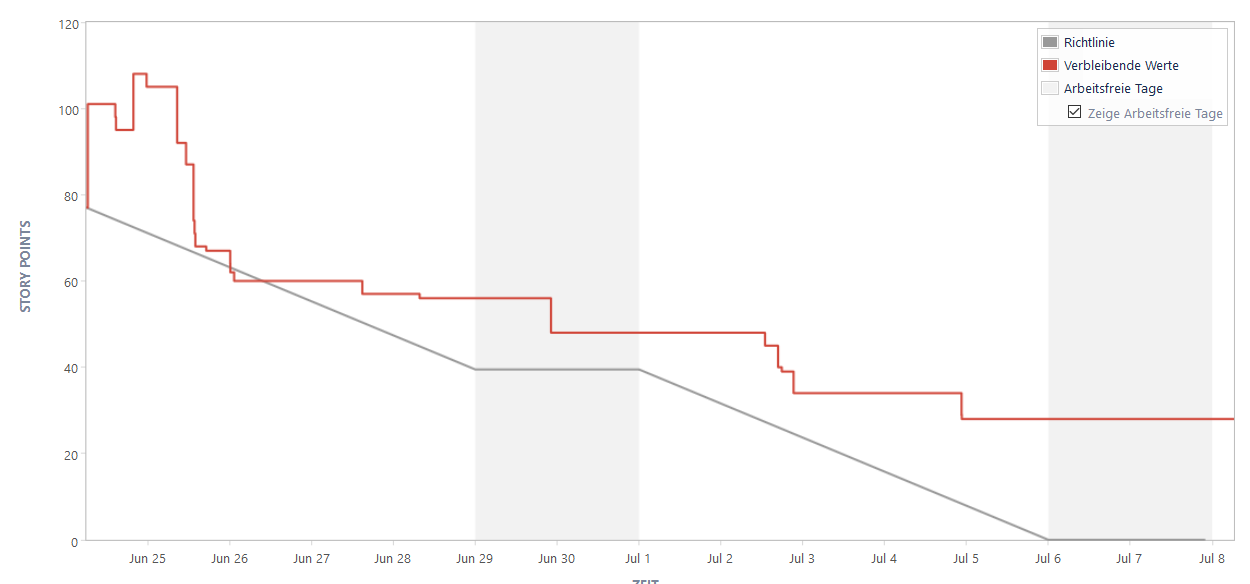 120
100
80
60
40
20
0
STORY POINTS
Richtlinie
Verbleibende Werte
Arbeitsfreie Tage
Zeige Arbeitsfreie Tage
Jun 25 Jun 26 Jun 27 Jun 28 Jun 29 Jun 30 Jul 1 Jul 2 Jul 3 Jul 4 Jul 5 Jul 6 Jul 7 Jul 8
ZEIT